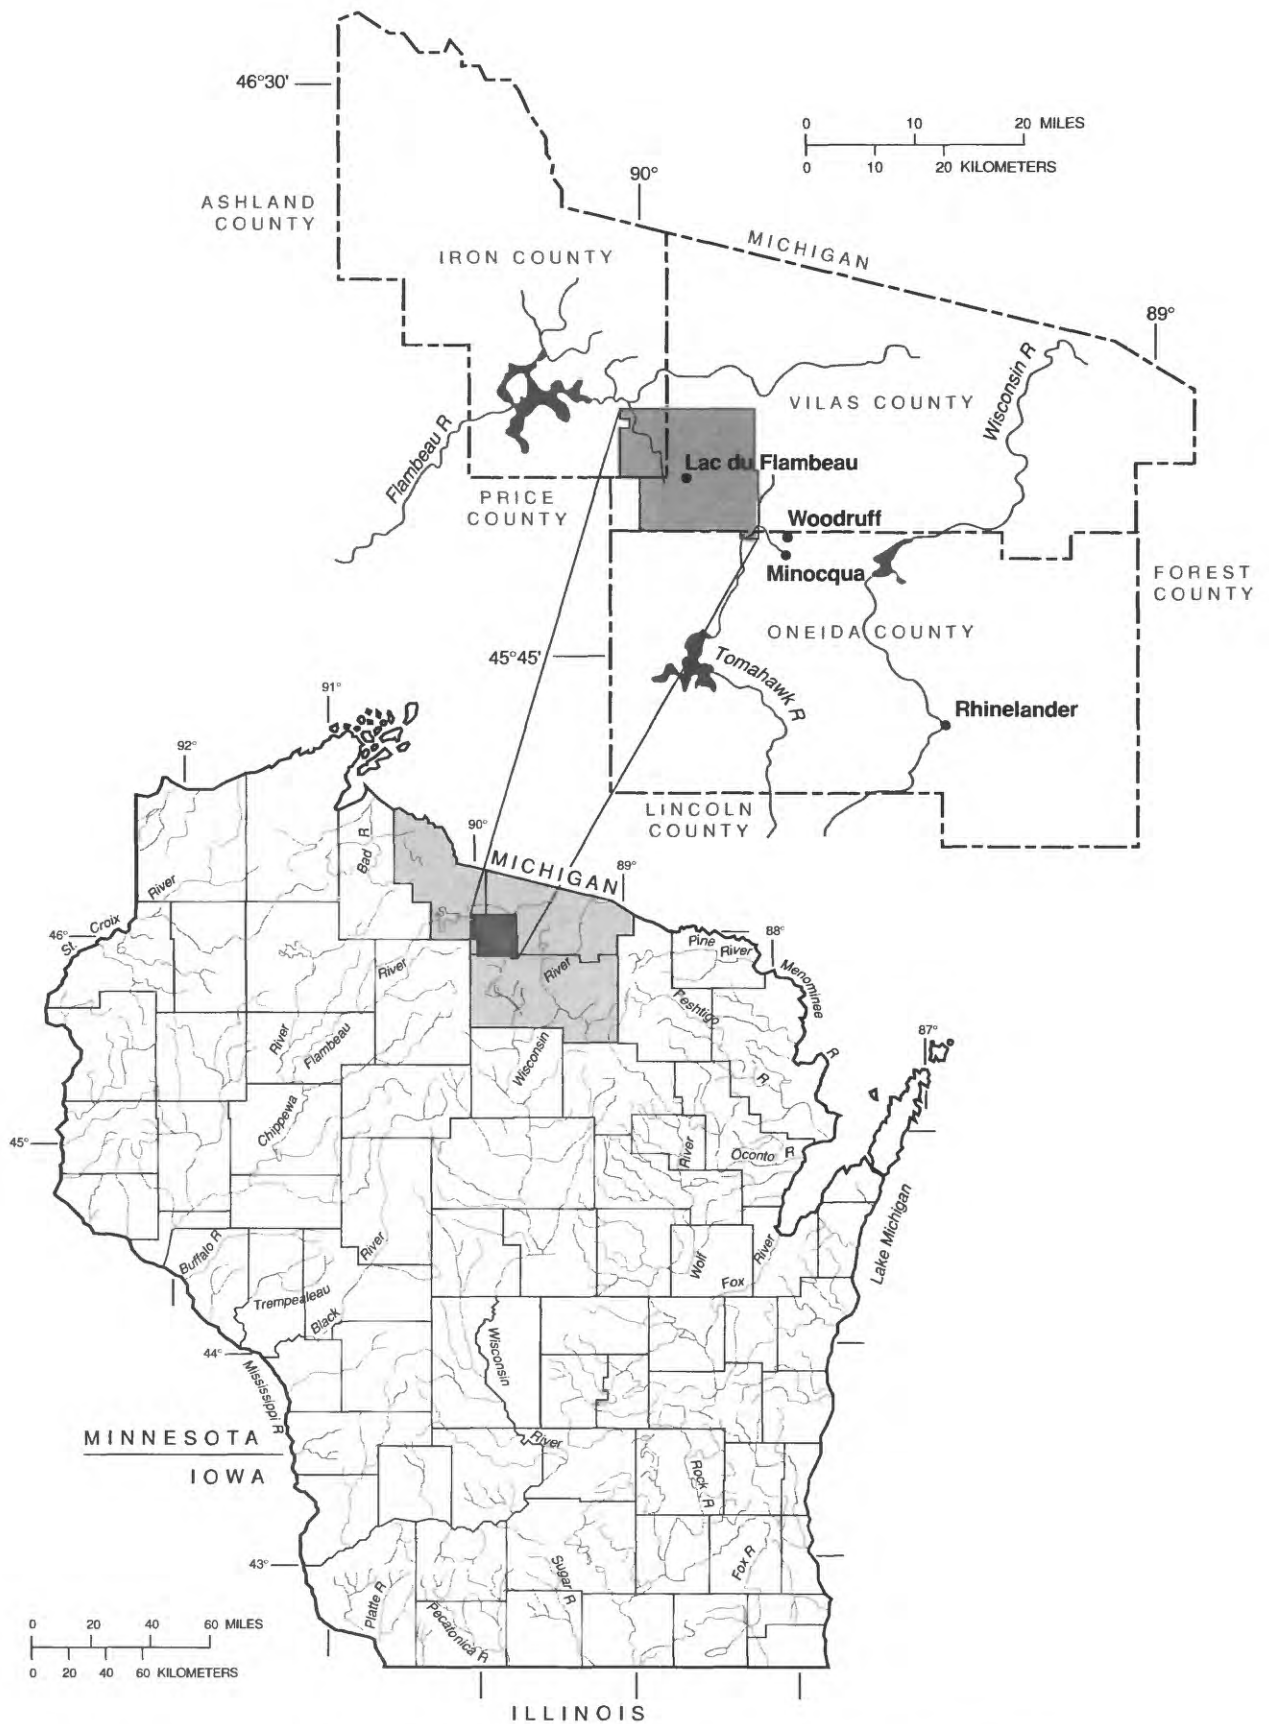 46°30'
0 10 20 MILES
0 10 20 KILOMETERS
90°
ASHLAND
COUNTY
IRON COUNTY
MICHIGAN
89°
Wisconsin R
VILAS COUNTY
Flambeau R
Lac du Flambeau
PRICE
COUNTY
Woodruff
Minocqua
FOREST
COUNTY
ONEIDA COUNTY
45°45'
Tomahawk R
Rhinelander
LINCOLN
COUNTY
91°
92°
90°
MICHIGAN
89°
Bad R
River
St. Croix
46°
River
River
Pine
River
88°
Menominee
R
Peshtigo
R
87°
River
Flambeau
Wisconsin
Chippewa
45°
River
Oconto R
Lake Michigan
Buffalo R
River
Wolf
River
Fox
Trempealeau
Black
44°
Wisconsin
Mississippi R
MINNESOTA
IOWA
River
Rock R
43°
Sugar R
Fox R
Platte R
Pecatonica R
0 20 40 60 MILES
0 20 40 60 KILOMETERS
ILLINOIS